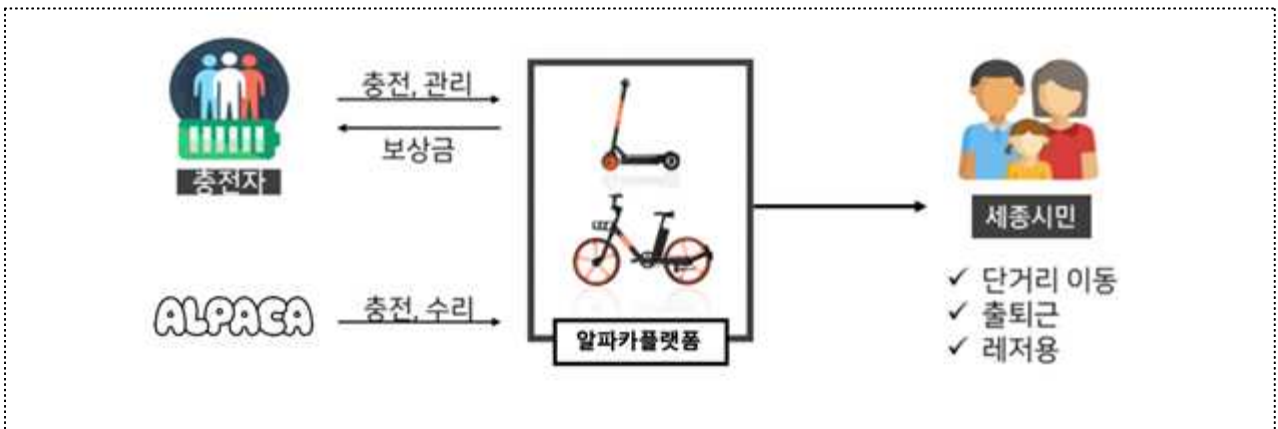 충전, 관리
보상금
충전자
ALPACA
충전, 수리
알파카플랫폼
세종시민
✓ 단거리 이동
✓ 출퇴근
✓ 레저용